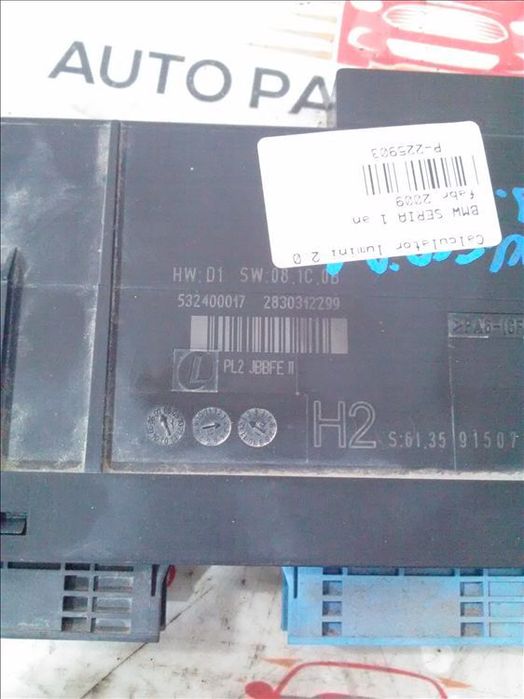 AUTO PA
Calculator lumini 2 0
BMW SERIA 1 an
fabr 2009
P-225903
HW:D1 SW:08.1C.0B
532400017 2830312299
PL2 JBBFE II
H2 S:61.35 91507